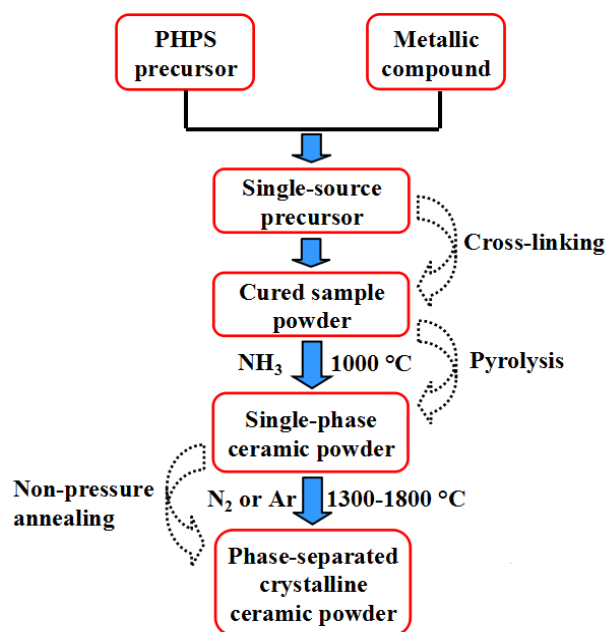 PHPS
precursor
Metallic
compound
Single-source
precursor
Cross-linking
Cured sample
powder
NH₃ 1000 °C
Pyrolysis
Single-phase
ceramic powder
Non-pressure
annealing
N₂ or Ar 1300-1800 °C
Phase-separated
crystalline
ceramic powder